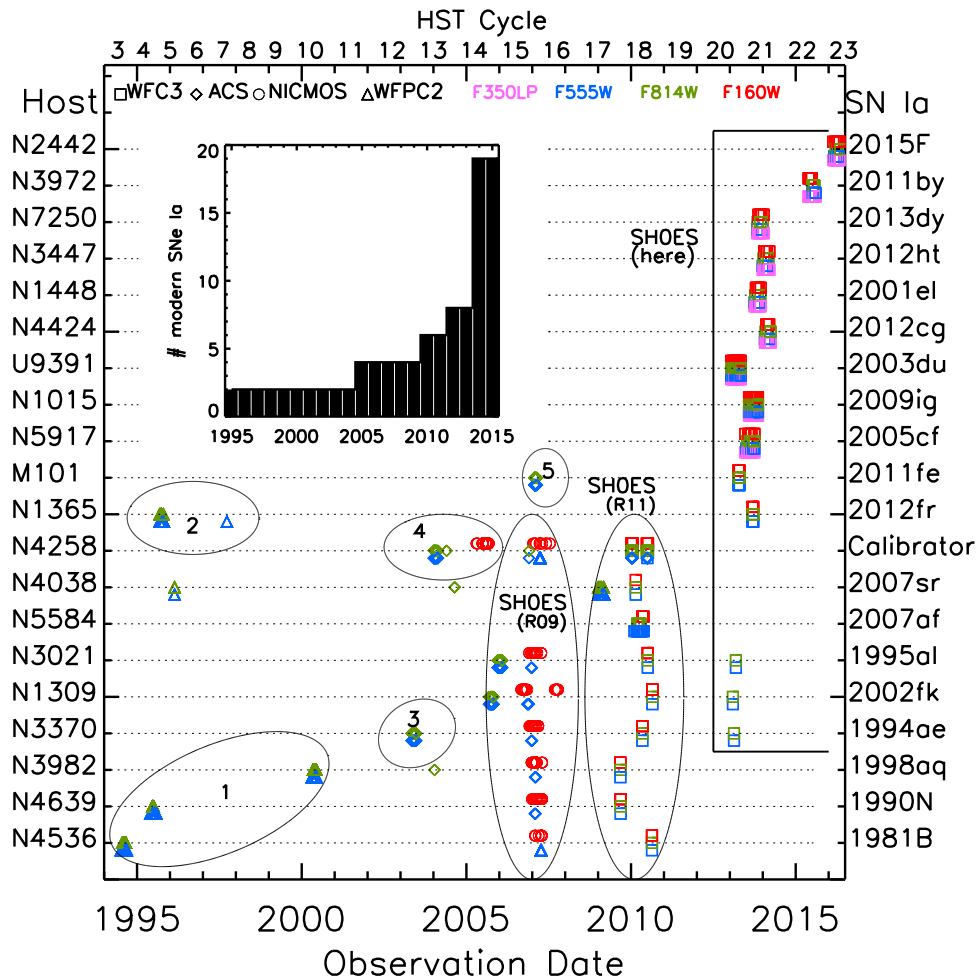 HST Cycle
3 4 5 6 7 8 9 10 11 12 13 14 15 16 17 18 19 20 21 22 23
Host
WFC3 ACS NICMOS WFPC2 F350LP F555W F814W F160W
SN Ia
N2442 2015F
N3972 2011by
N7250 2013dy
N3447 2012ht
N1448 2001el
N4424 2012cg
U9391 2003du
N1015 2009ig
N5917 2005cf
M101 2011fe
N1365 2012fr
N4258 Calibrator
N4038 2007sr
N5584 2007af
N3021 1995al
N1309 2002fk
N3370 1994ae
N3982 1998aq
N4639 1990N
N4536 1981B
# modern SNe Ia
20
15
10
5
0
1995 2000 2005 2010 2015
SH0ES
(here)
5
SH0ES
(R11)
2
4
SH0ES
(R09)
3
1
1995 2000 2005 2010 2015
Observation Date